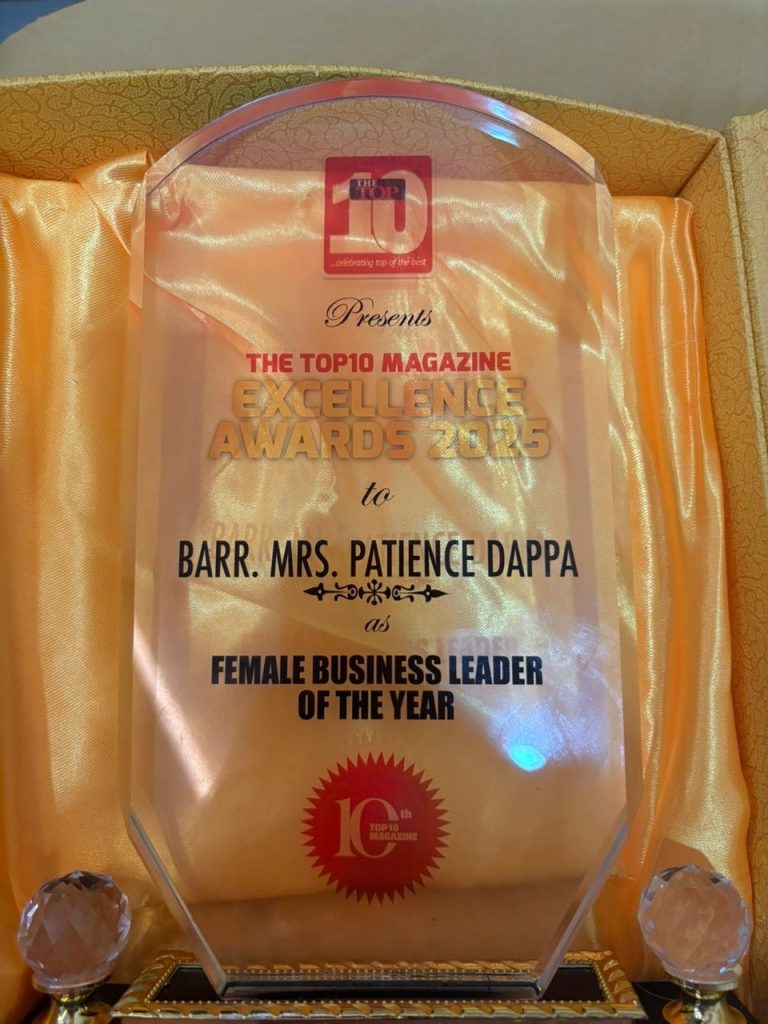 THE
TOP
10
...celebrating top of the best
Presents
THE TOP10 MAGAZINE
EXCELLENCE
AWARDS 2025
to
BARR. MRS. PATIENCE DAPPA
as
FEMALE BUSINESS LEADER
OF THE YEAR
10th
TOP10
MAGAZINE